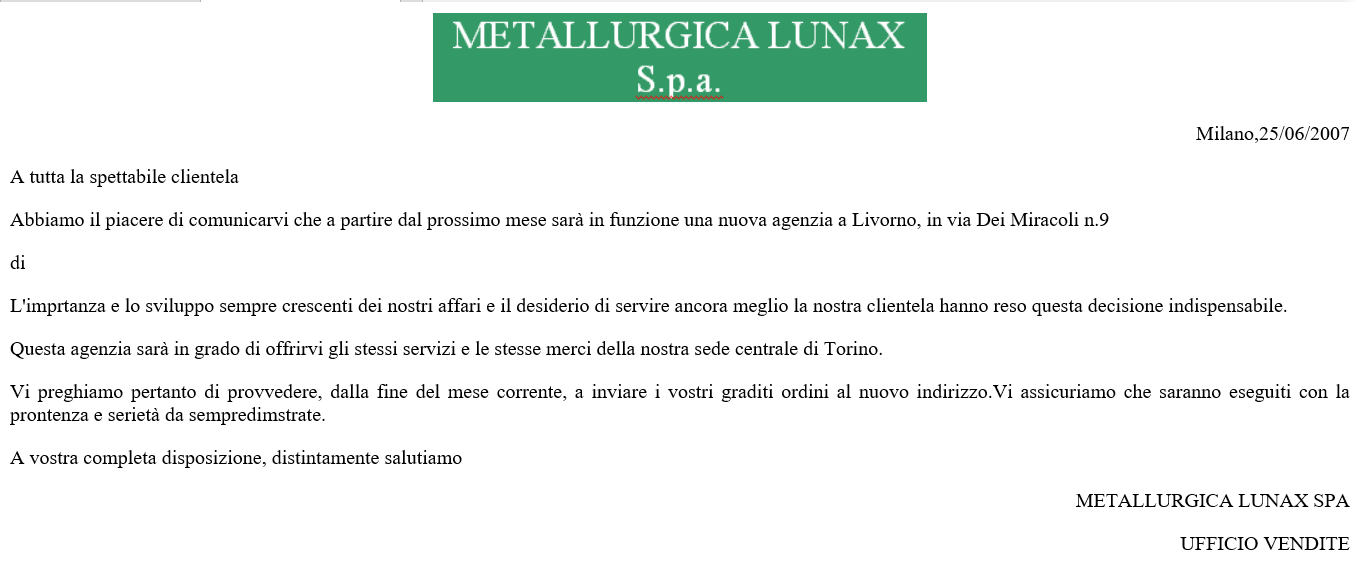 METALLURGICA LUNAX
S.p.a.
Milano,25/06/2007
A tutta la spettabile clientela
Abbiamo il piacere di comunicarvi che a partire dal prossimo mese sarà in funzione una nuova agenzia a Livorno, in via Dei Miracoli n.9
di
L'imprtanza e lo sviluppo sempre crescenti dei nostri affari e il desiderio di servire ancora meglio la nostra clientela hanno reso questa decisione indispensabile.
Questa agenzia sarà in grado di offrirvi gli stessi servizi e le stesse merci della nostra sede centrale di Torino.
Vi preghiamo pertanto di provvedere, dalla fine del mese corrente, a inviare i vostri graditi ordini al nuovo indirizzo.Vi assicuriamo che saranno eseguiti con la
prontenza e serietà da sempredimstrate.
A vostra completa disposizione, distintamente salutiamo
METALLURGICA LUNAX SPA
UFFICIO VENDITE